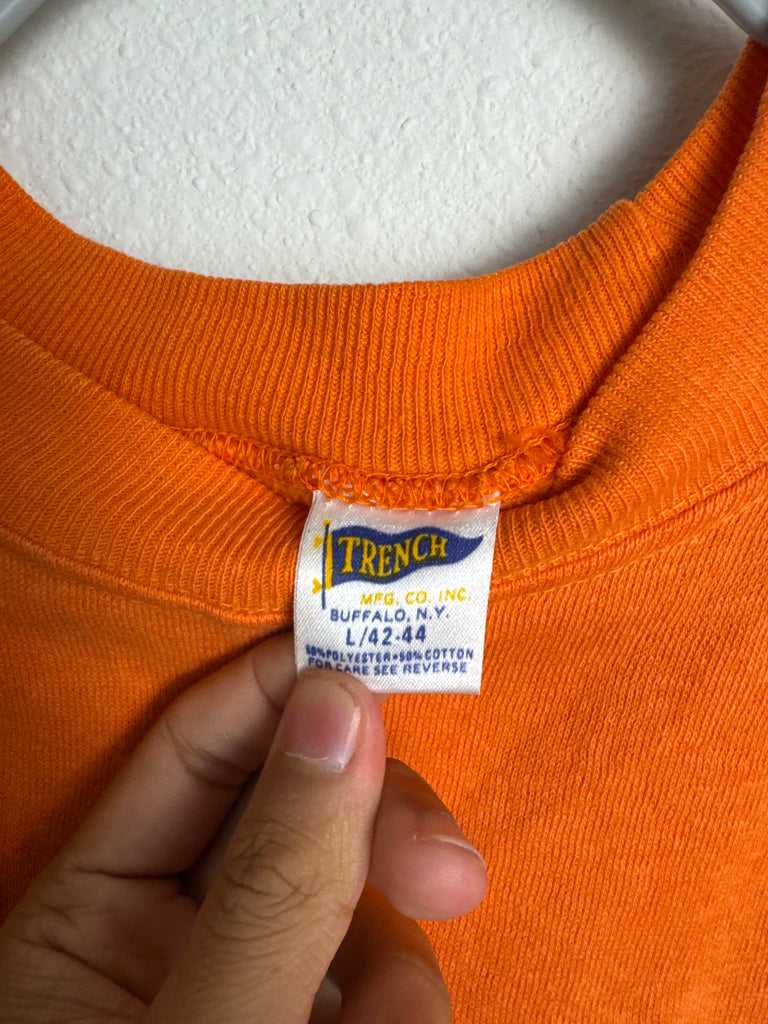 TRENCH
MFG. CO. INC.
BUFFALO, N.Y.
L/42-44
50% POLYESTER•50% COTTON
FOR CARE SEE REVERSE